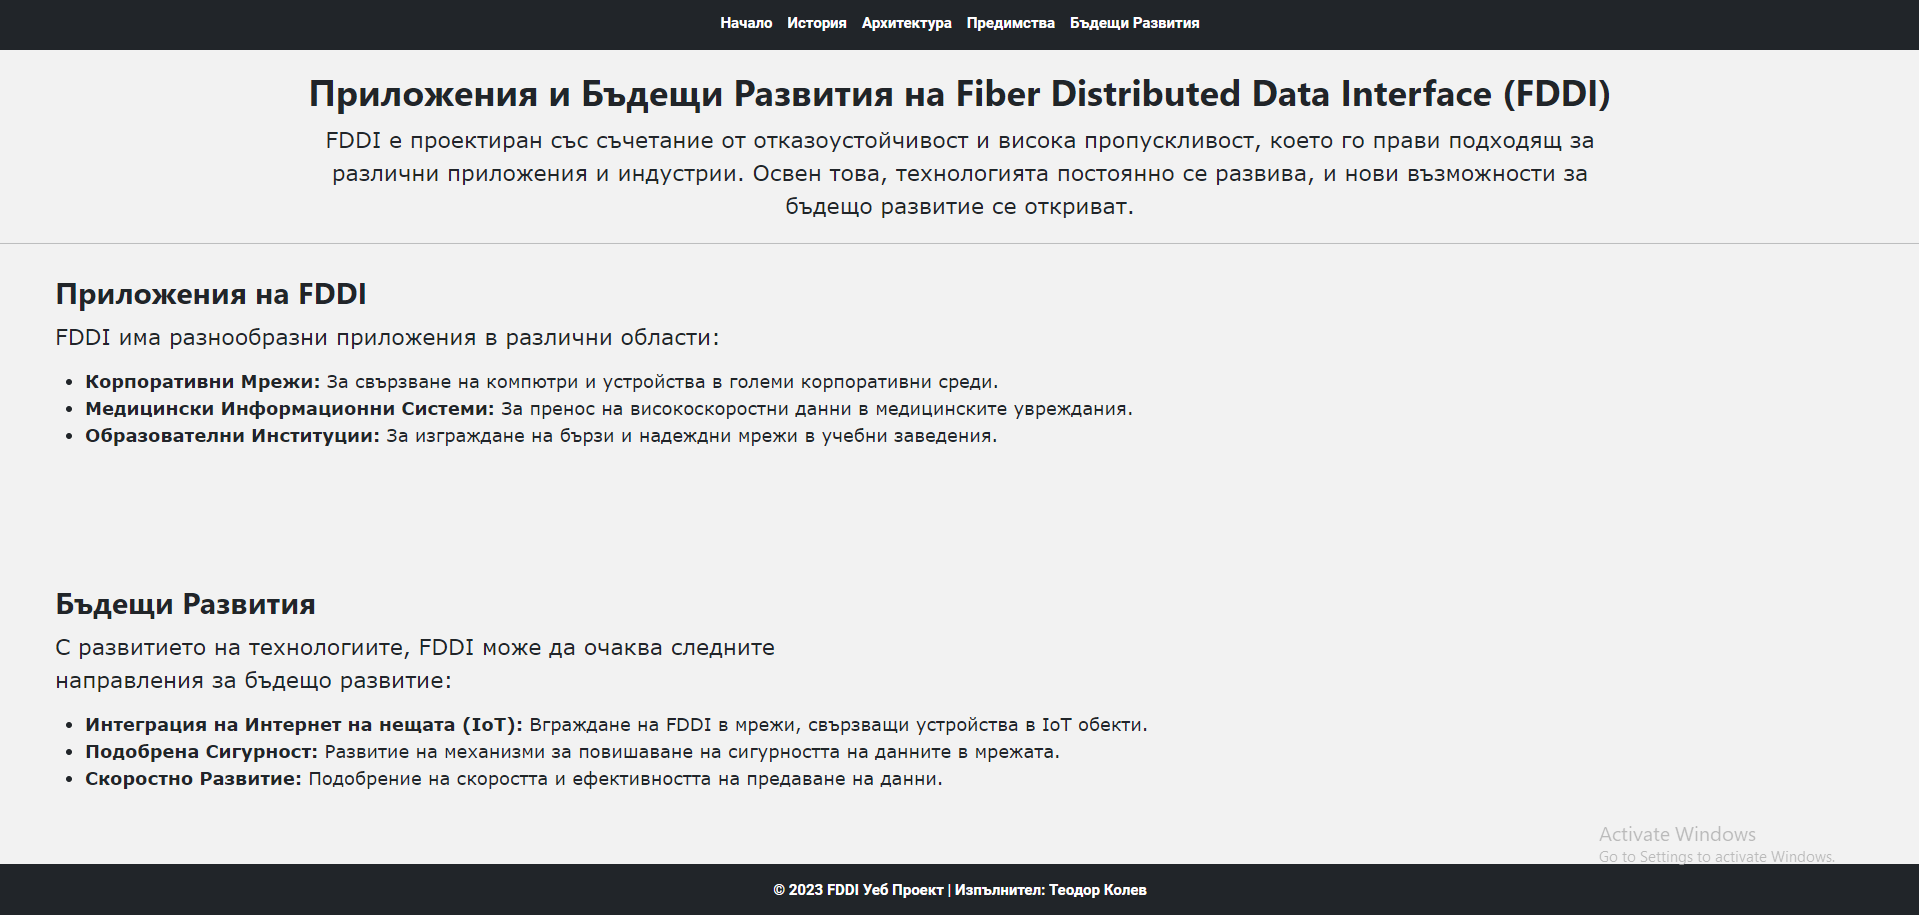 Начало История Архитектура Предимства Бъдещи Развития
Приложения и Бъдещи Развития на Fiber Distributed Data Interface (FDDI)
FDDI е проектиран със съчетание от отказоустойчивост и висока пропускливост, което го прави подходящ за
различни приложения и индустрии. Освен това, технологията постоянно се развива, и нови възможности за
бъдещо развитие се откриват.
Приложения на FDDI
FDDI има разнообразни приложения в различни области:
• Корпоративни Мрежи: За свързване на компютри и устройства в големи корпоративни среди.
• Медицински Информационни Системи: За пренос на високоскоростни данни в медицинските увреждания.
• Образователни Институции: За изграждане на бързи и надеждни мрежи в учебни заведения.
Бъдещи Развития
С развитието на технологиите, FDDI може да очаква следните
направления за бъдещо развитие:
• Интеграция на Интернет на нещата (IoT): Вграждане на FDDI в мрежи, свързващи устройства в IoT обекти.
• Подобрена Сигурност: Развитие на механизми за повишаване на сигурността на данните в мрежата.
• Скоростно Развитие: Подобрение на скоростта и ефективността на предаване на данни.
Activate Windows
Go to Settings to activate Windows.
© 2023 FDDI Уеб Проект | Изпълнител: Теодор Колев